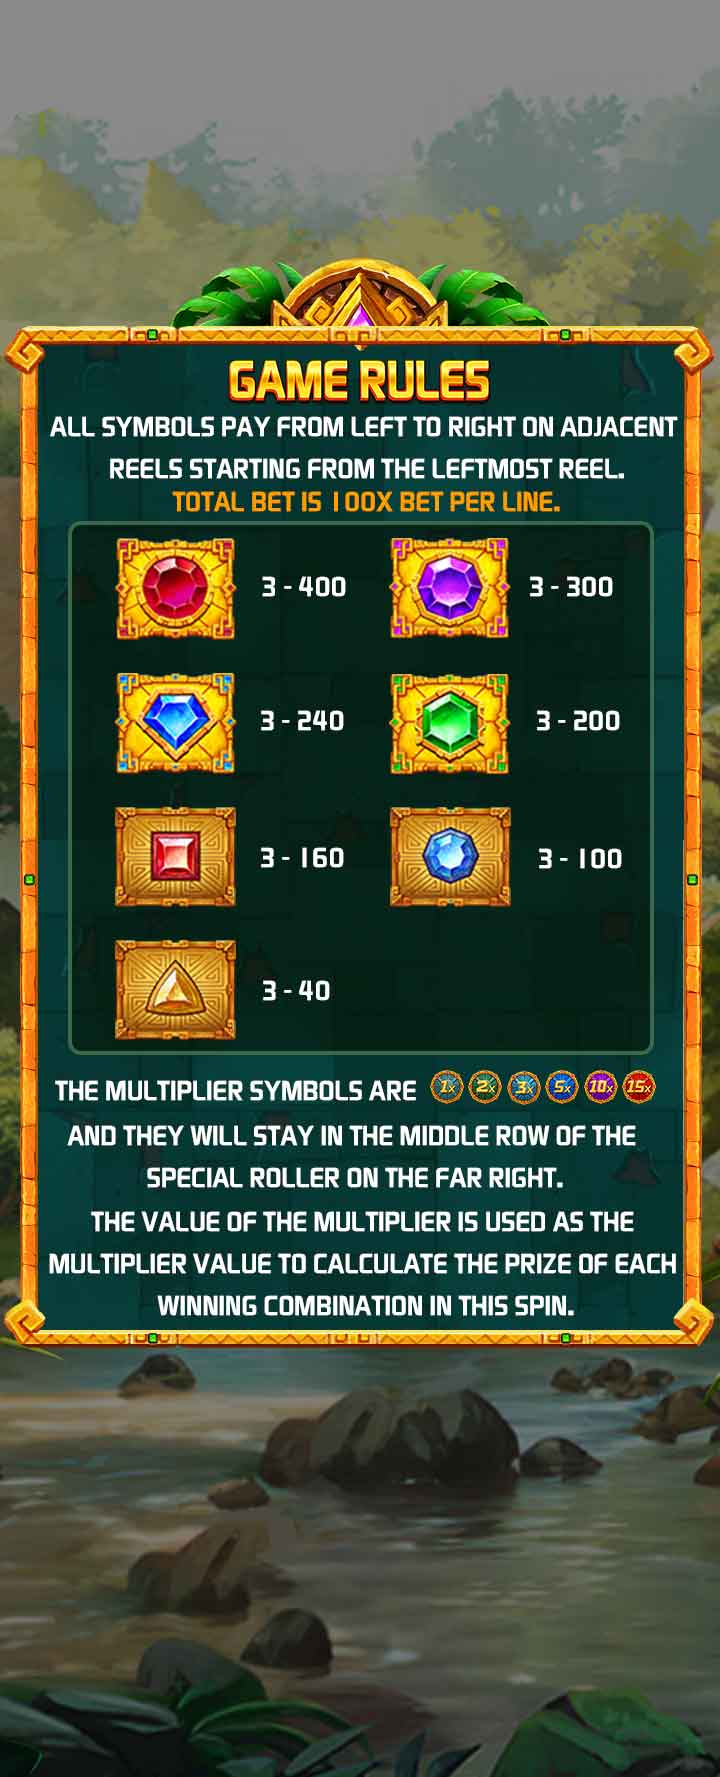 GAME RULES
ALL SYMBOLS PAY FROM LEFT TO RIGHT ON ADJACENT
REELS STARTING FROM THE LEFTMOST REEL.
TOTAL BET IS 100X BET PER LINE.
3 - 400 3 - 300
3 - 240 3 - 200
3 - 160 3 - 100
3 - 40
THE MULTIPLIER SYMBOLS ARE 1x 2x 3x 5x 10x 15x
AND THEY WILL STAY IN THE MIDDLE ROW OF THE
SPECIAL ROLLER ON THE FAR RIGHT.
THE VALUE OF THE MULTIPLIER IS USED AS THE
MULTIPLIER VALUE TO CALCULATE THE PRIZE OF EACH
WINNING COMBINATION IN THIS SPIN.